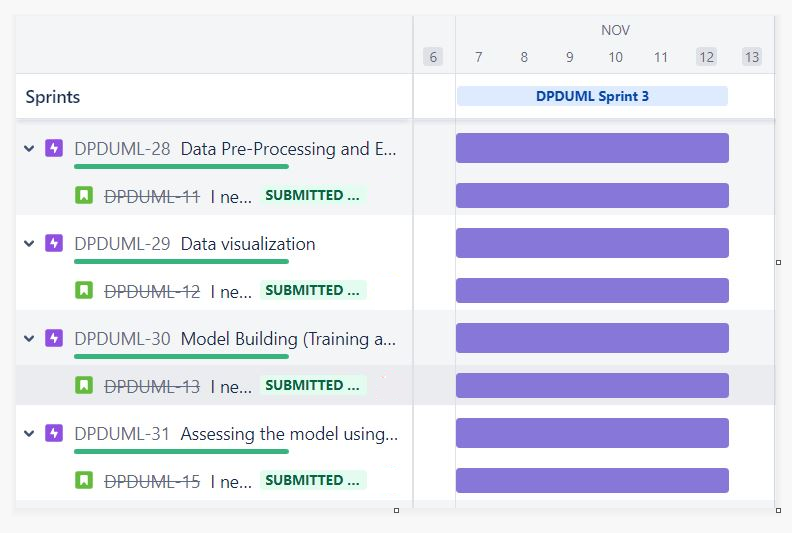 NOV
6 7 8 9 10 11 12 13
Sprints DPDUML Sprint 3
DPDUML-28 Data Pre-Processing and E...
DPDUML-11 I ne... SUBMITTED ...
DPDUML-29 Data visualization
DPDUML-12 I ne... SUBMITTED ...
DPDUML-30 Model Building (Training a...
DPDUML-13 I ne... SUBMITTED ...
DPDUML-31 Assessing the model using...
DPDUML-15 I ne... SUBMITTED ...